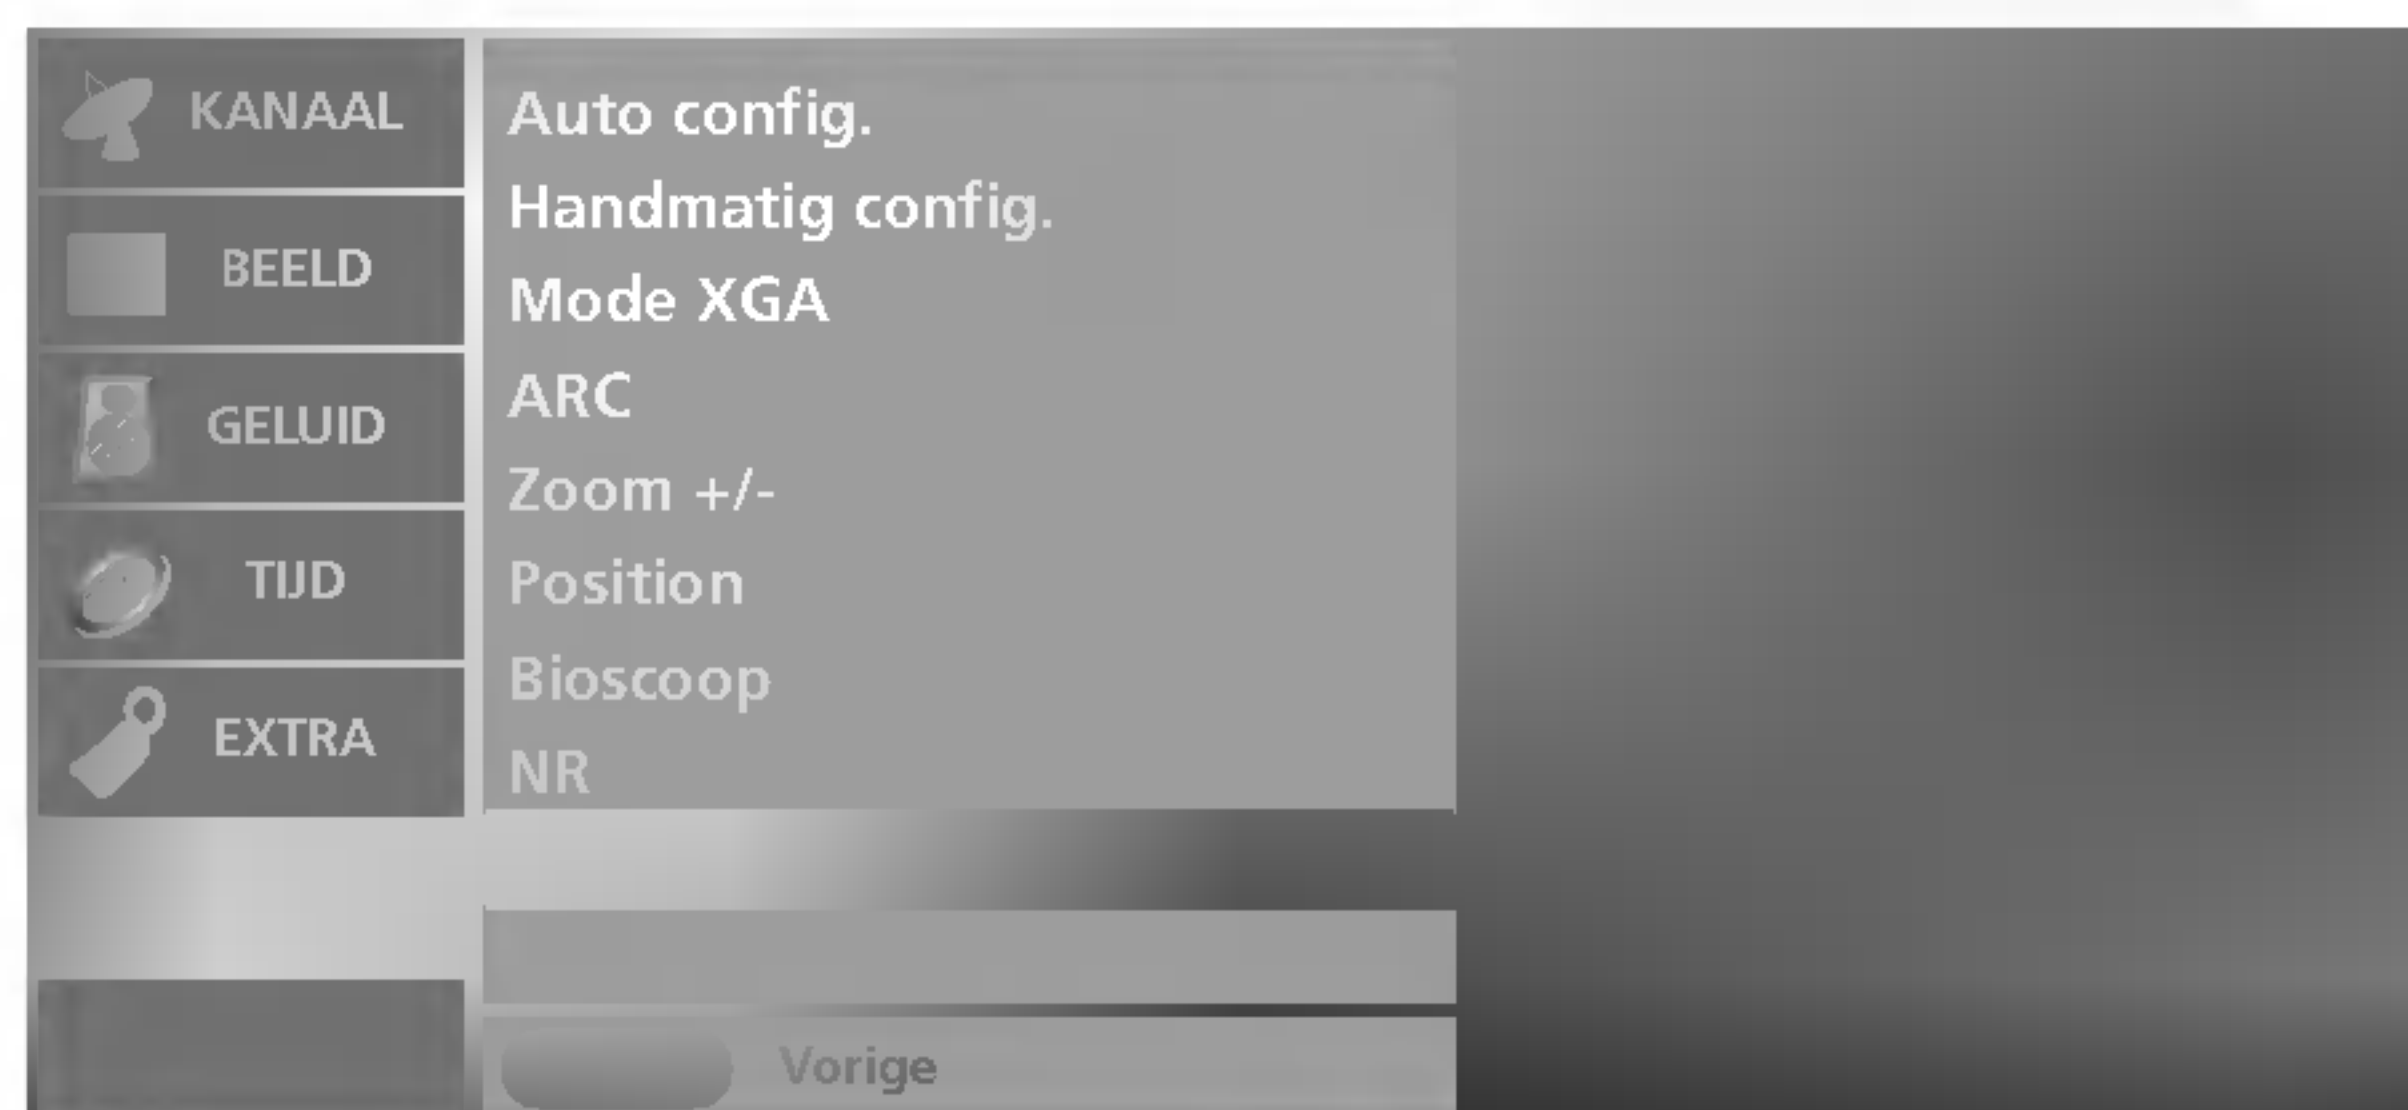 KANAAL
BEELD
GELUID
TIJD
EXTRA
Auto config.
Handmatig config.
Mode XGA
ARC
Zoom +/-
Position
Bioscoop
NR
Vorige